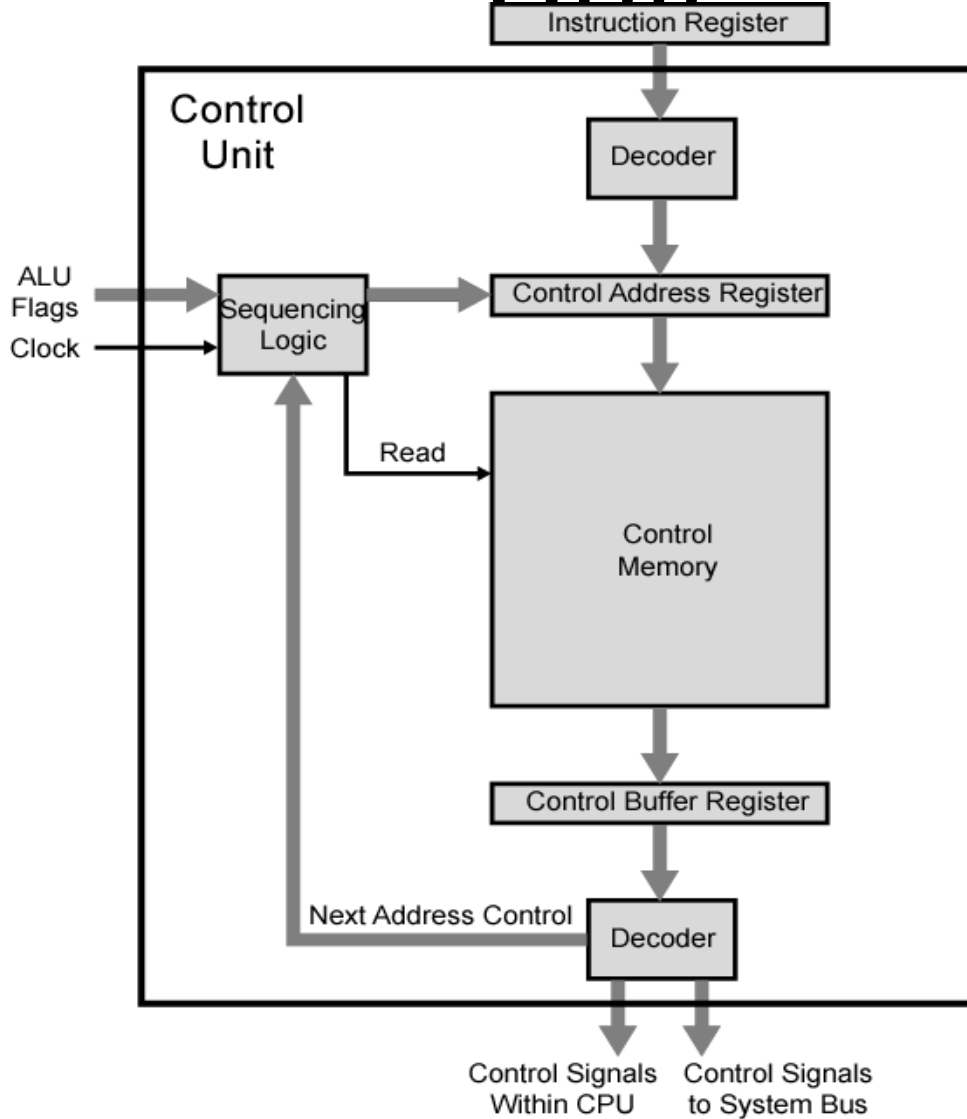 Instruction Register
Control
Unit
Decoder
ALU
Flags
Control Address Register
Sequencing
Logic
Clock
Read
Control
Memory
Control Buffer Register
Next Address Control
Decoder
Control Signals
Within CPU
Control Signals
to System Bus